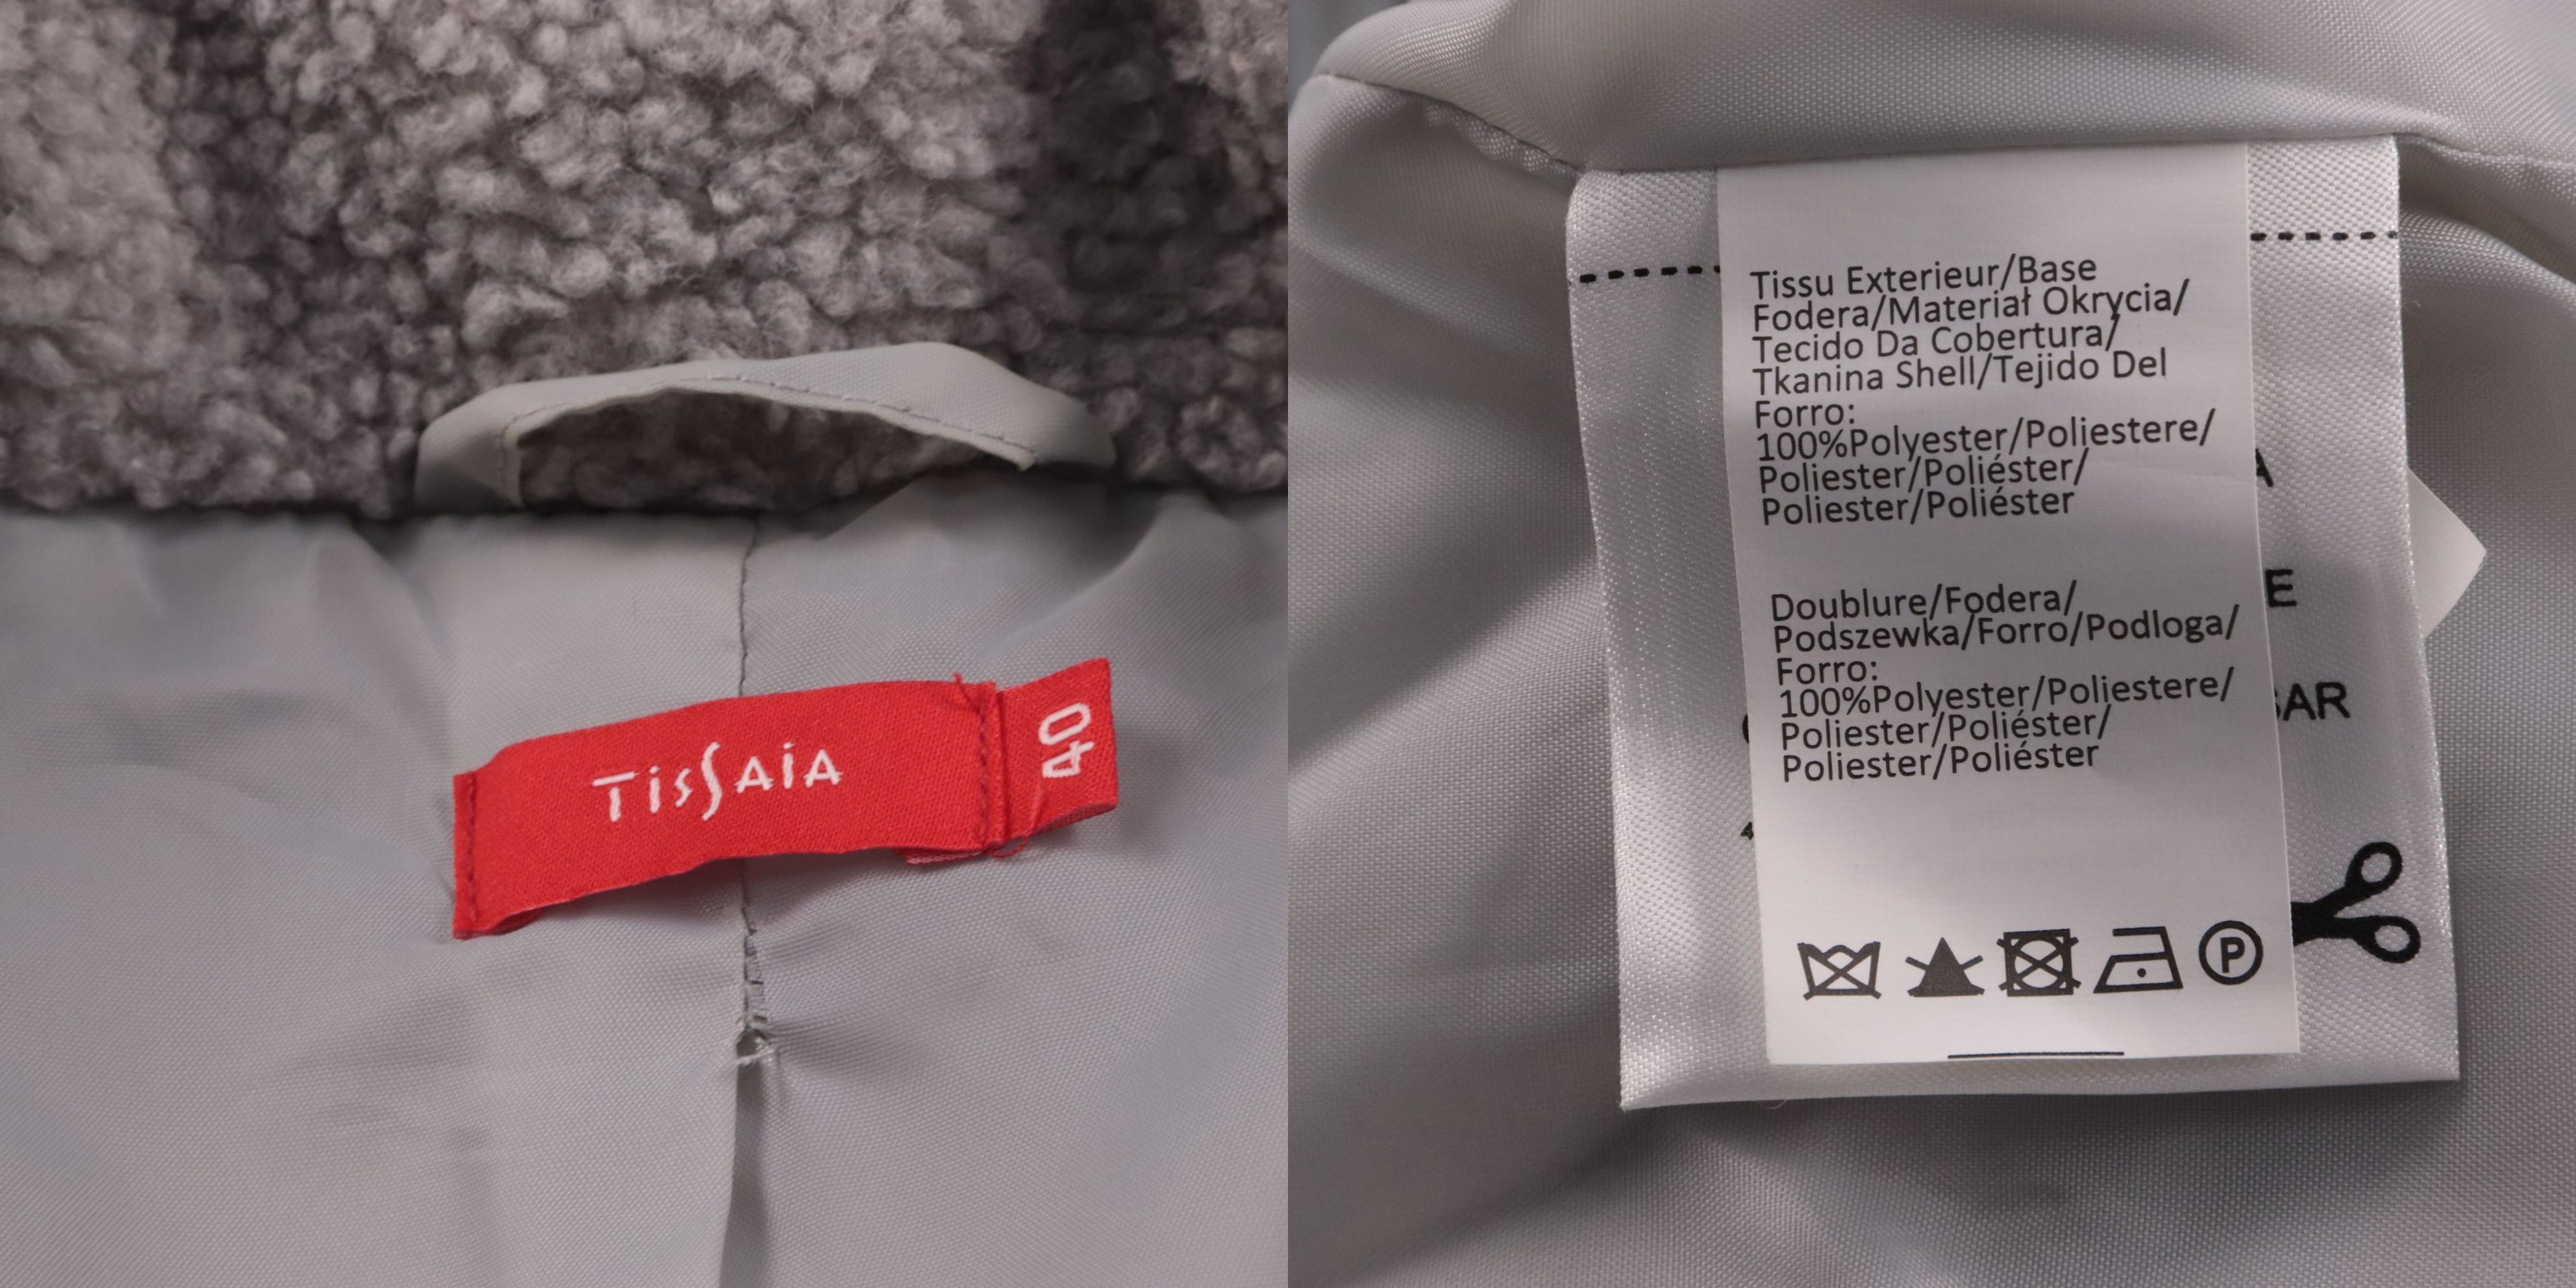 TissAiA
40
Tissu Exterieur/Base
Fodera/Materiał Okrycia/
Tecido Da Cobertura/
Tkanina Shell/Tejido Del
Forro:
100%Polyester/Poliestere/
Poliester/Poliéster/
Poliester/Poliéster
Doublure/Fodera/
Podszewka/Forro/Podloga/
Forro:
100%Polyester/Poliestere/
Poliester/Poliéster/
Poliester/Poliéster
P